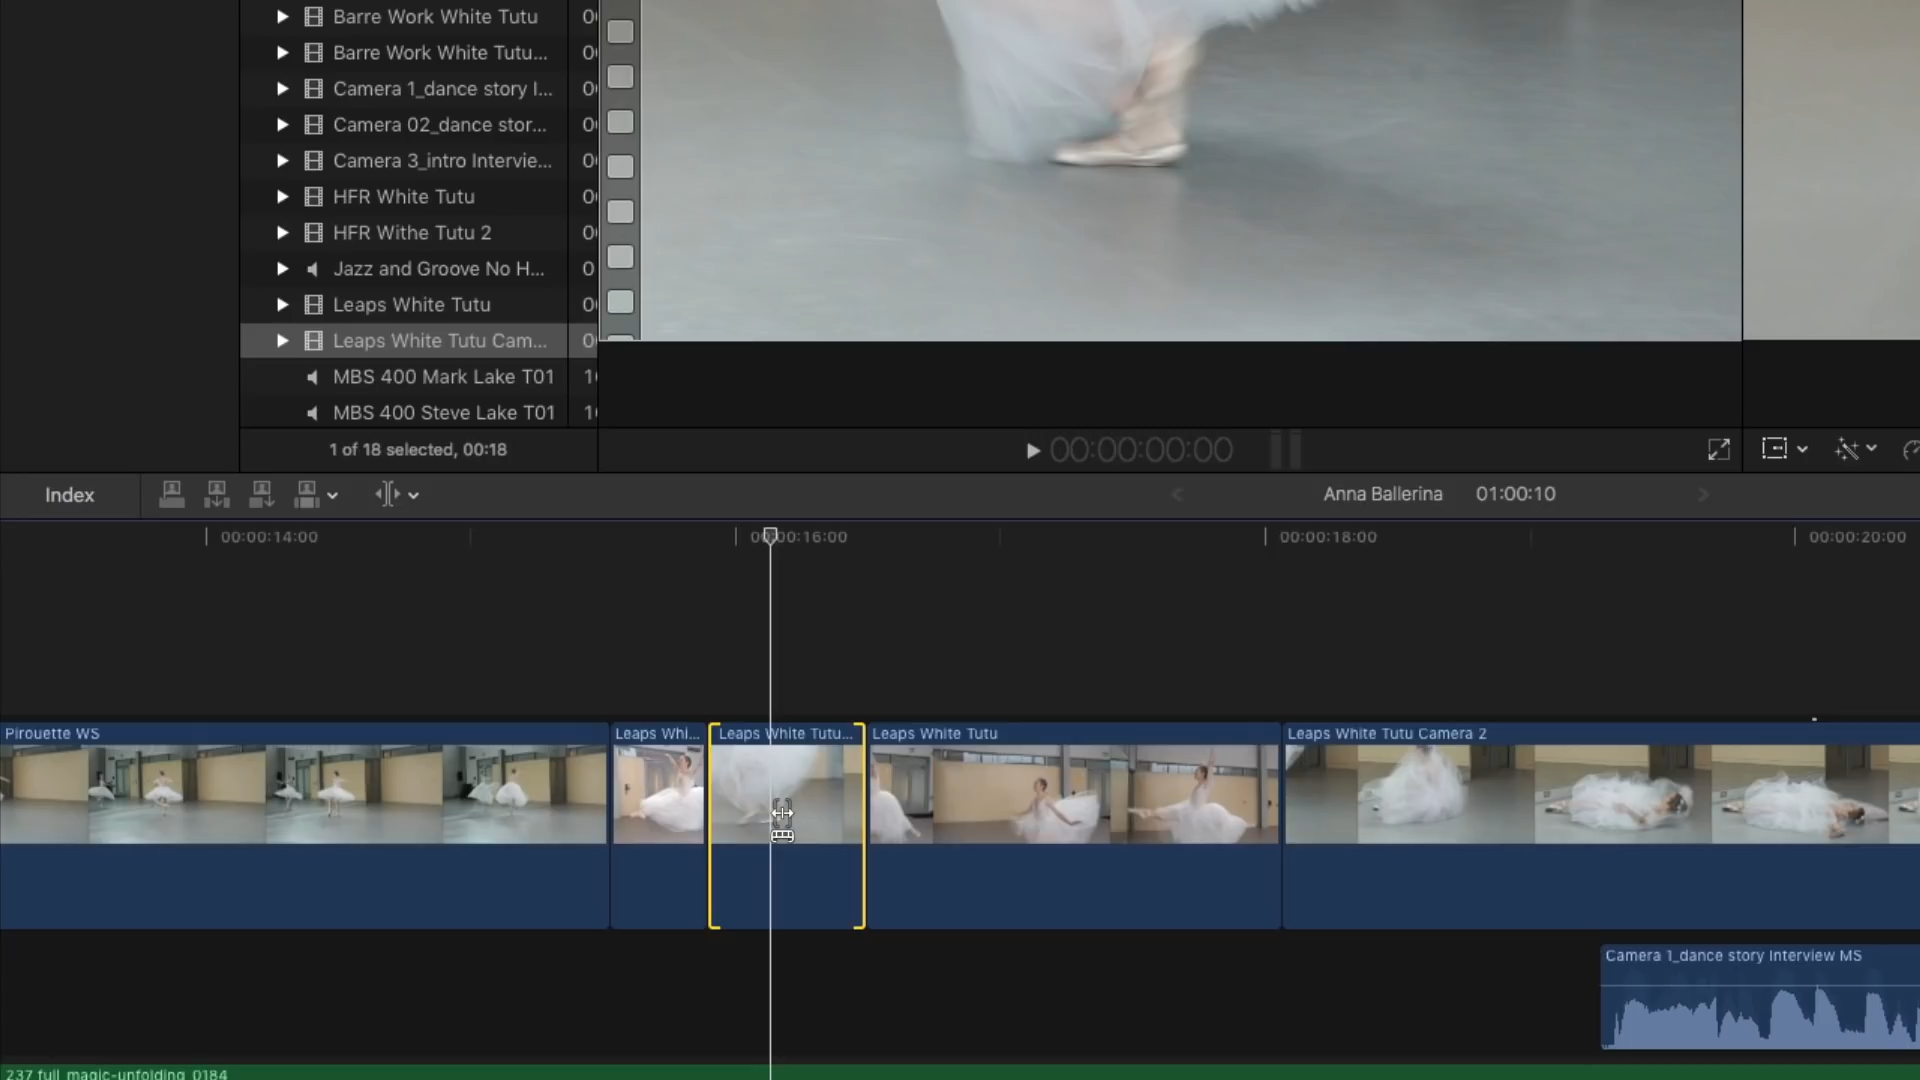 Barre Work White Tutu
Barre Work White Tutu...
Camera 1_dance story I...
Camera 02_dance stor...
Camera 3_intro Intervie...
HFR White Tutu
HFR Withe Tutu 2
Jazz and Groove No H...
Leaps White Tutu
Leaps White Tutu Cam...
MBS 400 Mark Lake T01
MBS 400 Steve Lake T01
1 of 18 selected, 00:18
00:00:00:00
Index
Anna Ballerina 01:00:10
00:00:14:00 00:00:16:00 00:00:18:00 00:00:20:00
Pirouette WS
Leaps Whi...
Leaps White Tutu...
Leaps White Tutu
Leaps White Tutu Camera 2
Camera 1_dance story Interview MS
237 full magic-unfolding 0184